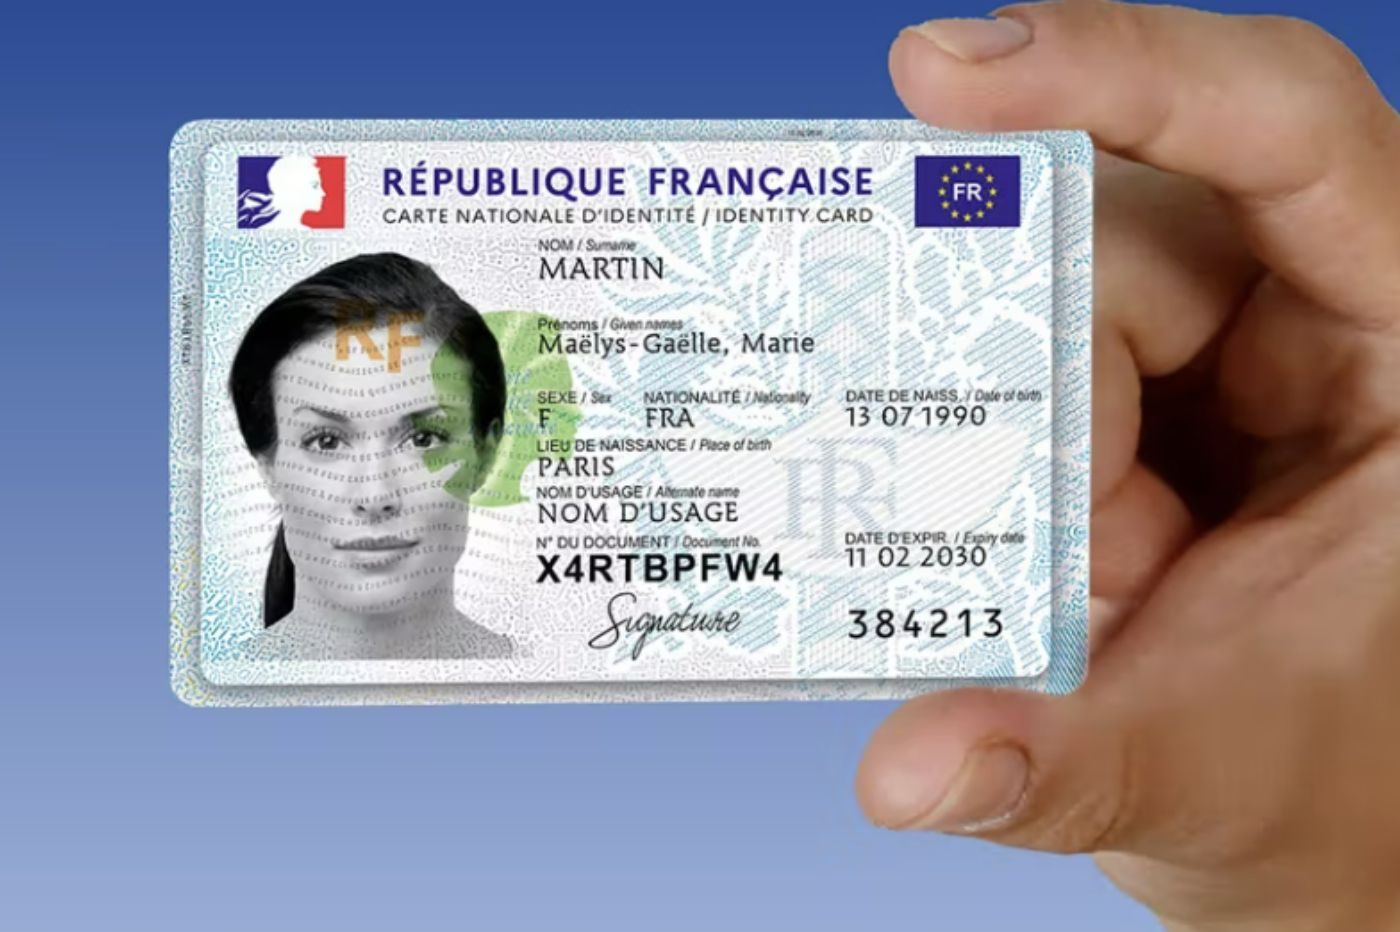 RÉPUBLIQUE FRANÇAISE
CARTE NATIONALE D'IDENTITÉ / IDENTITY CARD
FR
NOM / Surname
MARTIN
Prénoms / Given names
Maëlys-Gaëlle, Marie
SEXE / Sex NATIONALITÉ / Nationality DATE DE NAISS. / Date of birth
F FRA 13 07 1990
LIEU DE NAISSANCE / Place of birth
PARIS
NOM D'USAGE / Alternate name
NOM D'USAGE
N° DU DOCUMENT / Document No. DATE D'EXPIR. / Expiry date
X4RTBPFW4 11 02 2030
Signature 384213
RF
RF